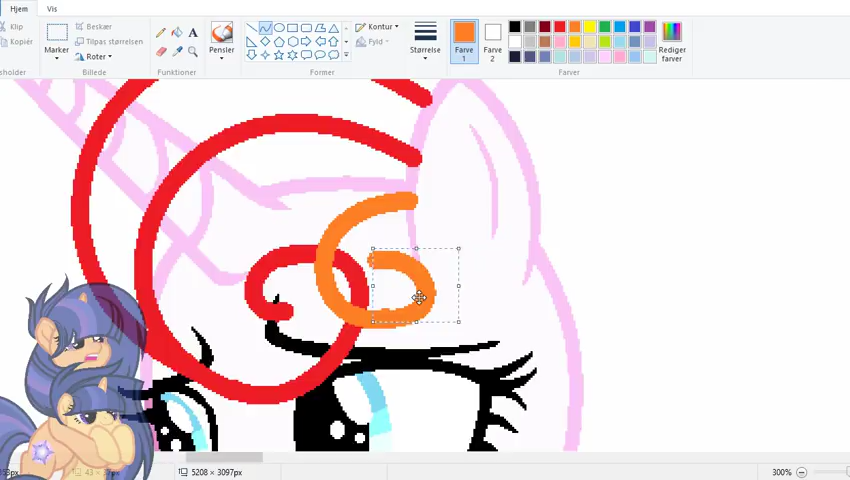 Hjem
Vis
Klip
Kopiér
holder
Marker
Beskær
Tilpas størrelsen
Roter
Billede
A
Funktioner
Pensler
Kontur
Fyld
Former
Størrelse
Farve
1
Farve
2
Rediger
farver
Farver
5208 × 3097px
300%